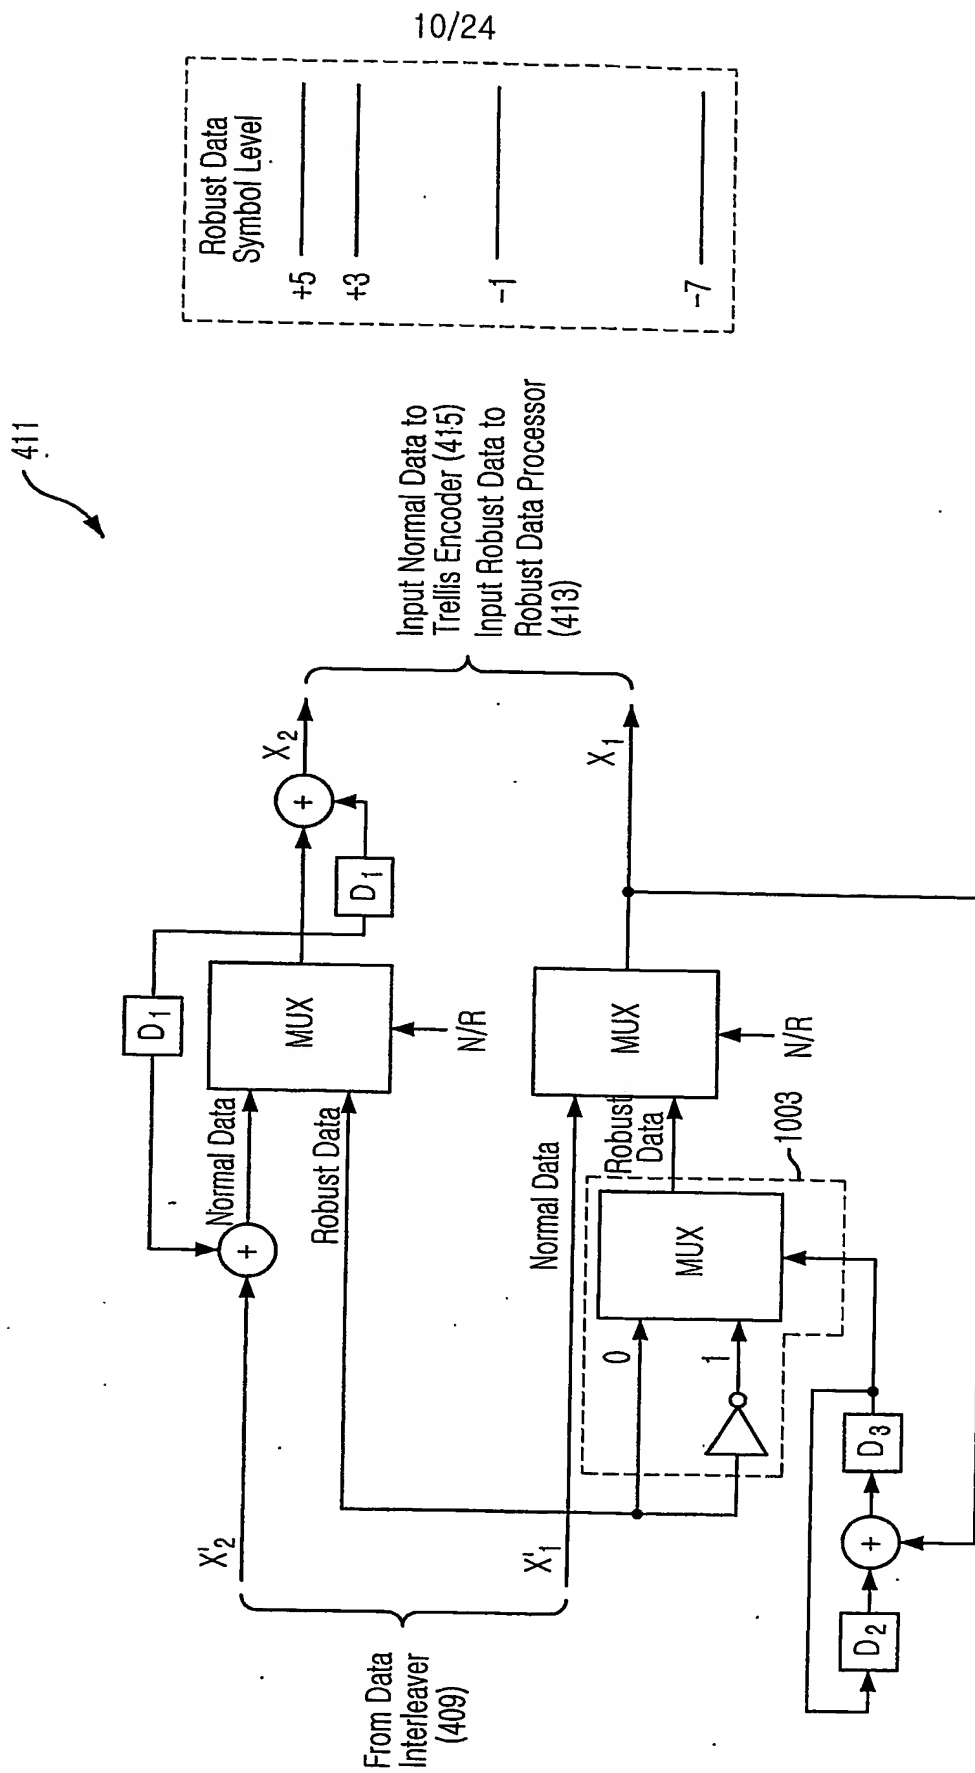 10/24
411
Robust Data
Symbol Level
+5
+3
−1
−7
From Data
Interleaver
(409)
X'2
X'1
D1
+
Normal Data
Robust Data
MUX
N/R
D1
+
X2
Normal Data
Robust
Data
MUX
N/R
X1
0
1
MUX
1003
D2
+
D3
Input Normal Data to
Trellis Encoder (415)
Input Robust Data to
Robust Data Processor
(413)